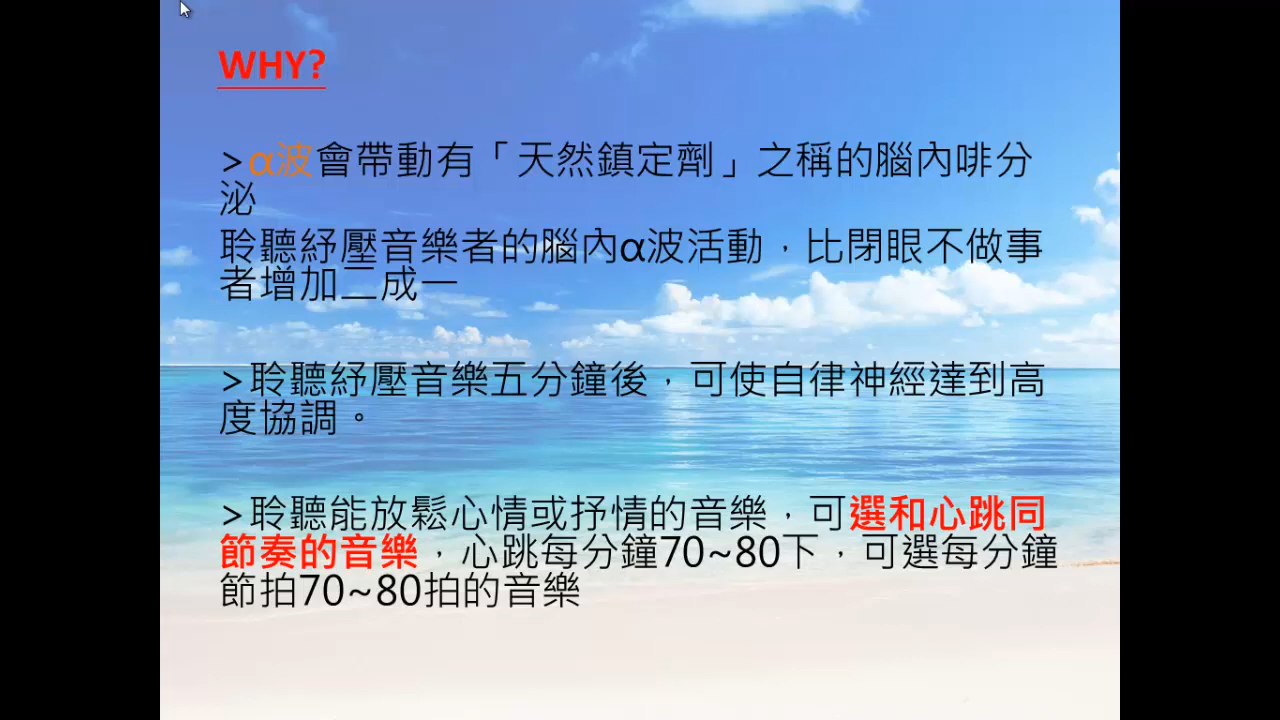 WHY?
>α波會帶動有「天然鎮定劑」之稱的腦內啡分
泌
聆聽紓壓音樂者的腦內α波活動，比閉眼不做事
者增加二成一
>聆聽紓壓音樂五分鐘後，可使自律神經達到高
度協調。
>聆聽能放鬆心情或抒情的音樂，可選和心跳同
節奏的音樂，心跳每分鐘70~80下，可選每分鐘
節拍70~80拍的音樂